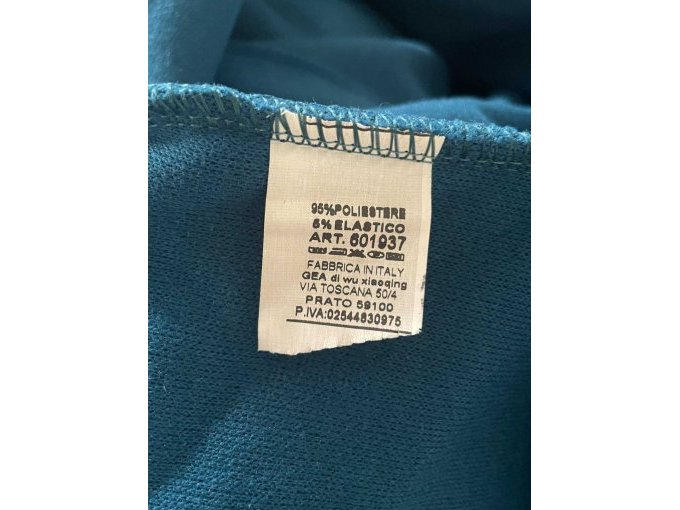 95%POLIESTERE
5%ELASTICO
ART. 601937
FABBRICA IN ITALY
GEA di wu xiaoqing
VIA TOSCANA 50/4
PRATO 59100
P.IVA:02544830975